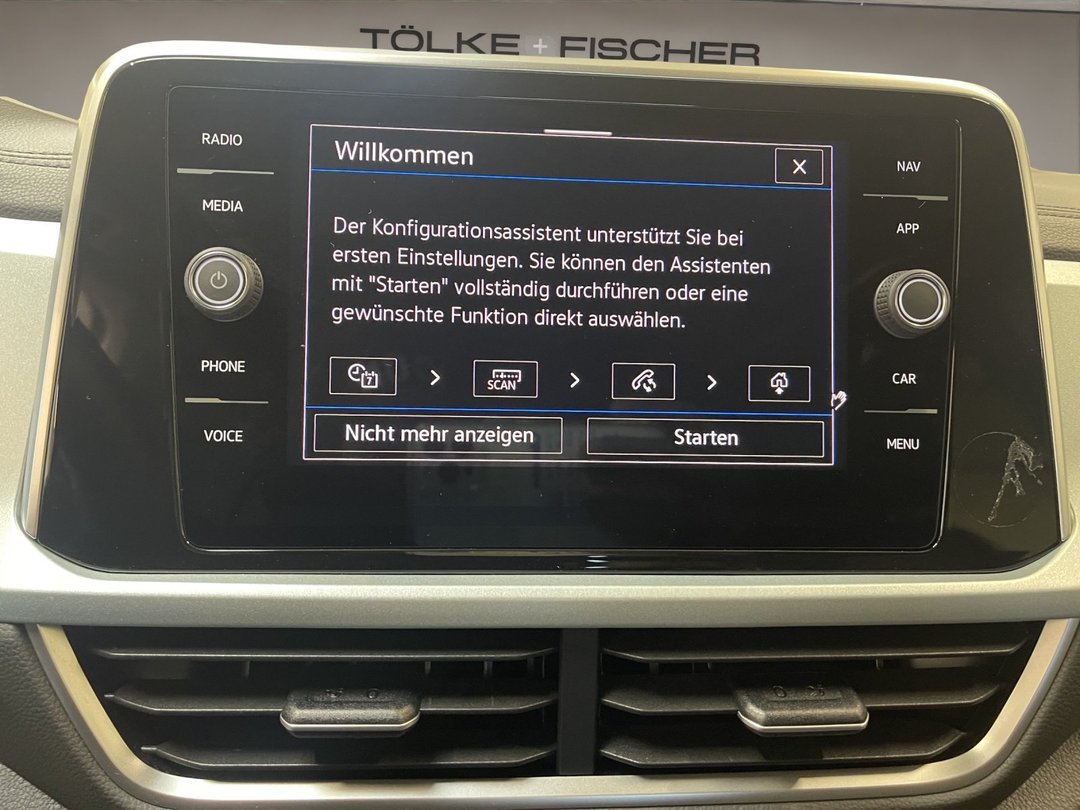 TÖLKE + FISCHER
RADIO
MEDIA
PHONE
VOICE
Willkommen
X
Der Konfigurationsassistent unterstützt Sie bei
ersten Einstellungen. Sie können den Assistenten
mit "Starten" vollständig durchführen oder eine
gewünschte Funktion direkt auswählen.
7
SCAN
Nicht mehr anzeigen
Starten
NAV
APP
CAR
MENU